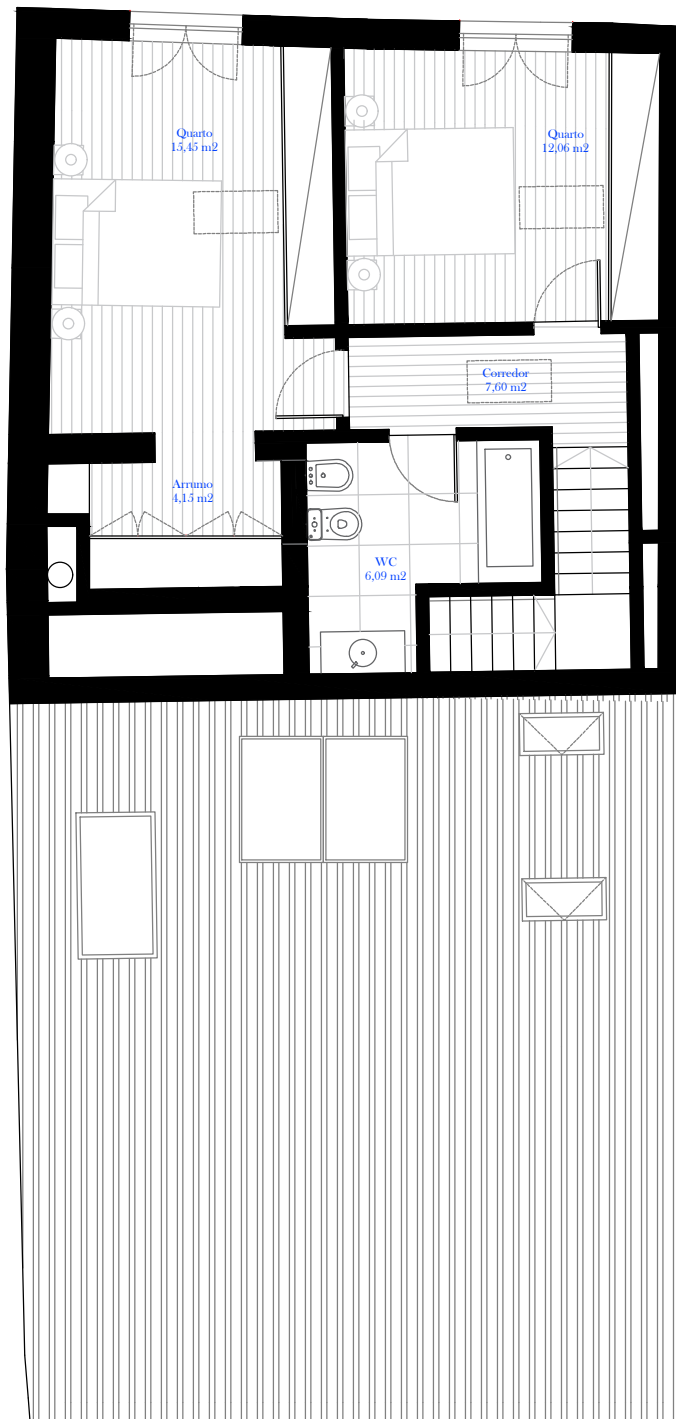 Quarto
15,45 m2
Quarto
12,06 m2
Corredor
7,60 m2
Arrumo
4,15 m2
WC
6,09 m2